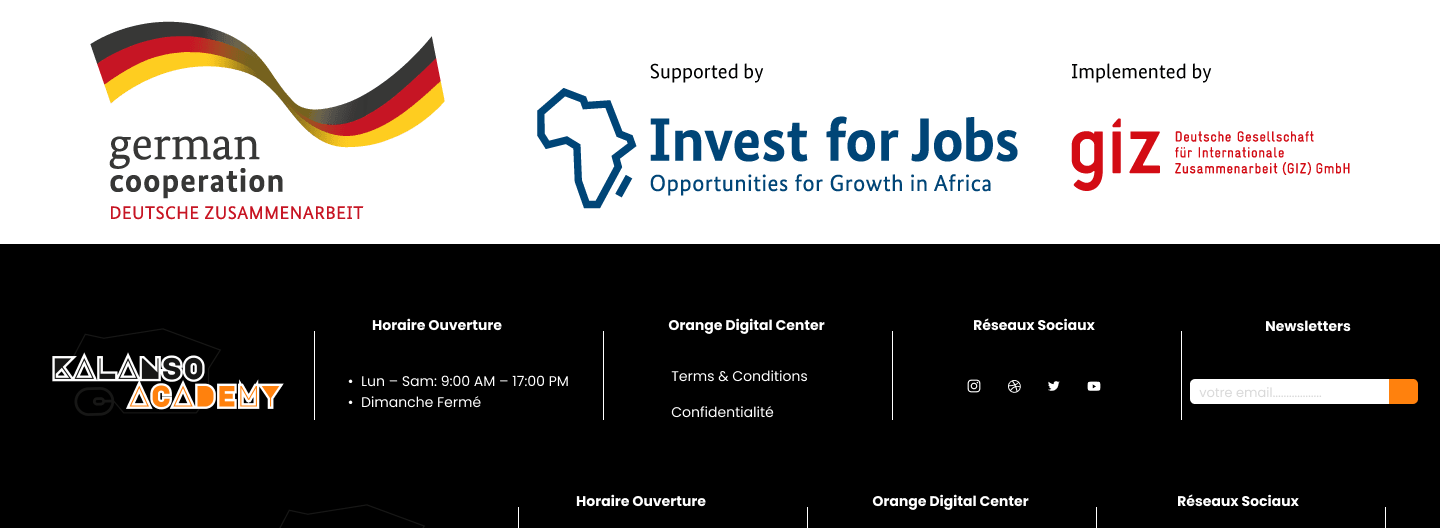 german
cooperation
DEUTSCHE ZUSAMMENARBEIT
Supported by
Invest for Jobs
Opportunities for Growth in Africa
Implemented by
giz
Deutsche Gesellschaft
für Internationale
Zusammenarbeit (GIZ) GmbH
KALANSO
ACADEMY
Horaire Ouverture
• Lun – Sam: 9:00 AM – 17:00 PM
• Dimanche Fermé
Orange Digital Center
Terms & Conditions
Confidentialité
Réseaux Sociaux
Newsletters
votre email..................
Horaire Ouverture
Orange Digital Center
Réseaux Sociaux